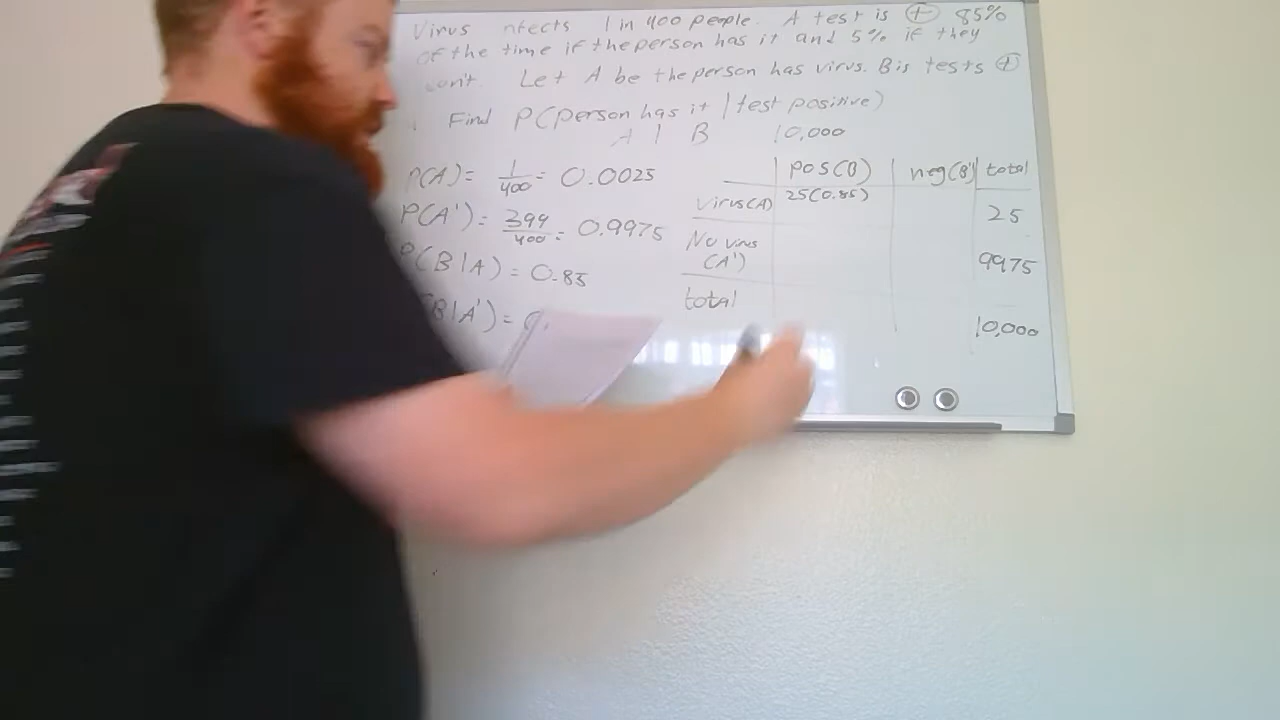 Virus nfects 1 in 400 people. A test is ⊕ 85%
of the time if the person has it and 5% if they
on't. Let A be the person has virus. B is tests ⊕
. Find P(person has it | test positive)
A | B 10,000
P(A) = 1/400 = 0.0025
P(A') = 399/400 = 0.9975
P(B|A) = 0.85
(B|A') = 0.
pos(B) neg(B') total
Virus(A) 25(0.85) 25
No virus (A') 9975
total 10,000